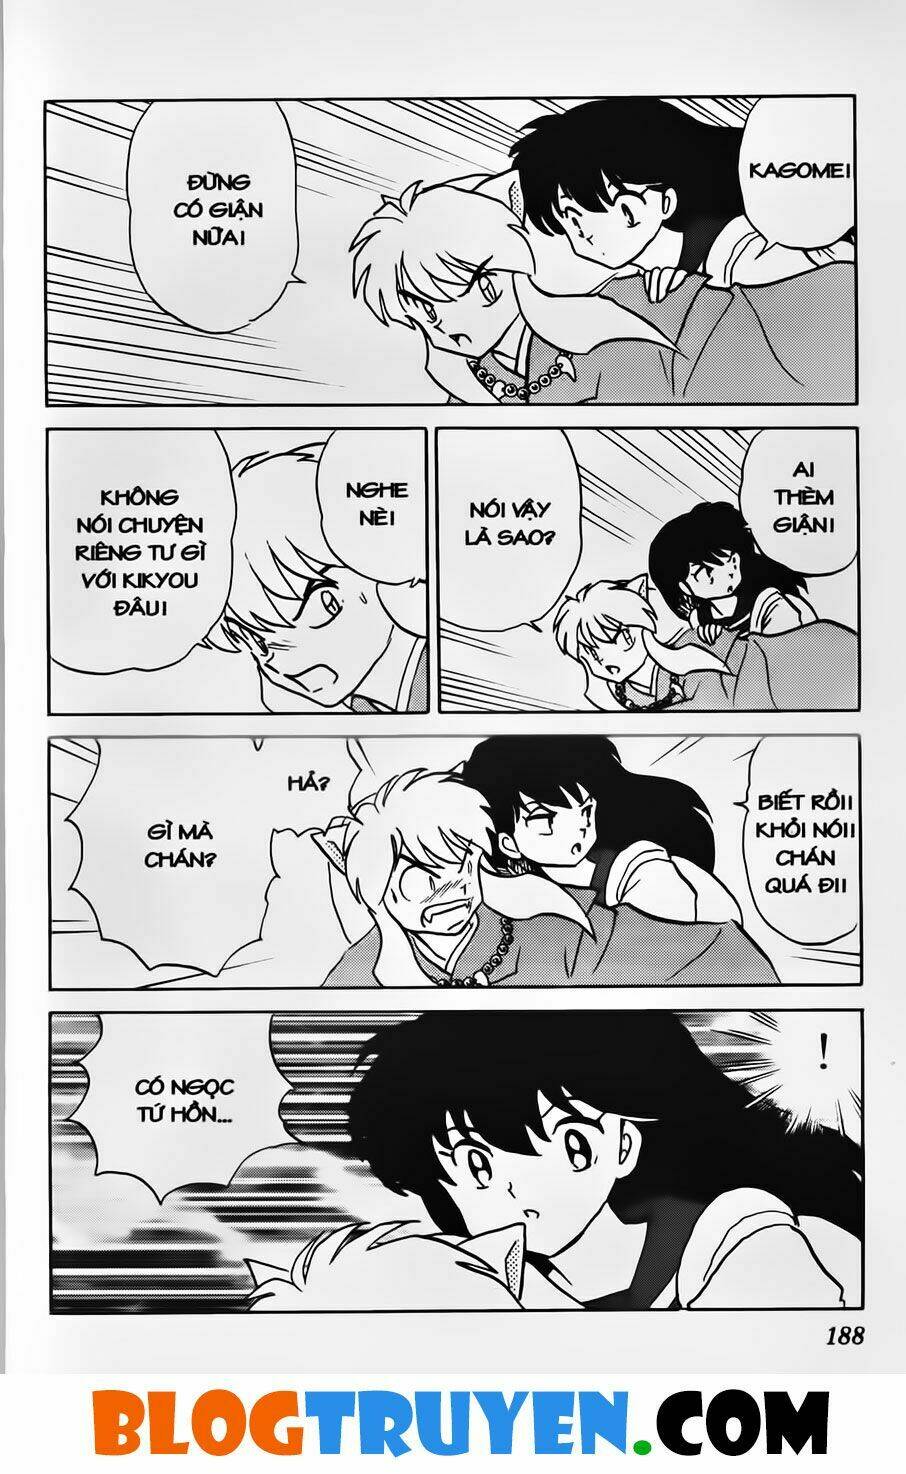 KAGOME!
ĐỪNG
CÓ GIẬN
NỮA!
AI
THÈM
GIẬN!
NÓI VẬY
LÀ SAO?
NGHE
NÈ!
KHÔNG
NÓI CHUYỆN
RIÊNG TƯ GÌ
VỚI KIKYOU
ĐÂU!
BIẾT RỒI!
KHỎI NÓI!
CHÁN
QUÁ ĐI!
HẢ?
GÌ MÀ
CHÁN?
!
CÓ NGỌC
TỨ HỒN...
188
BLOGTRUYEN.COM